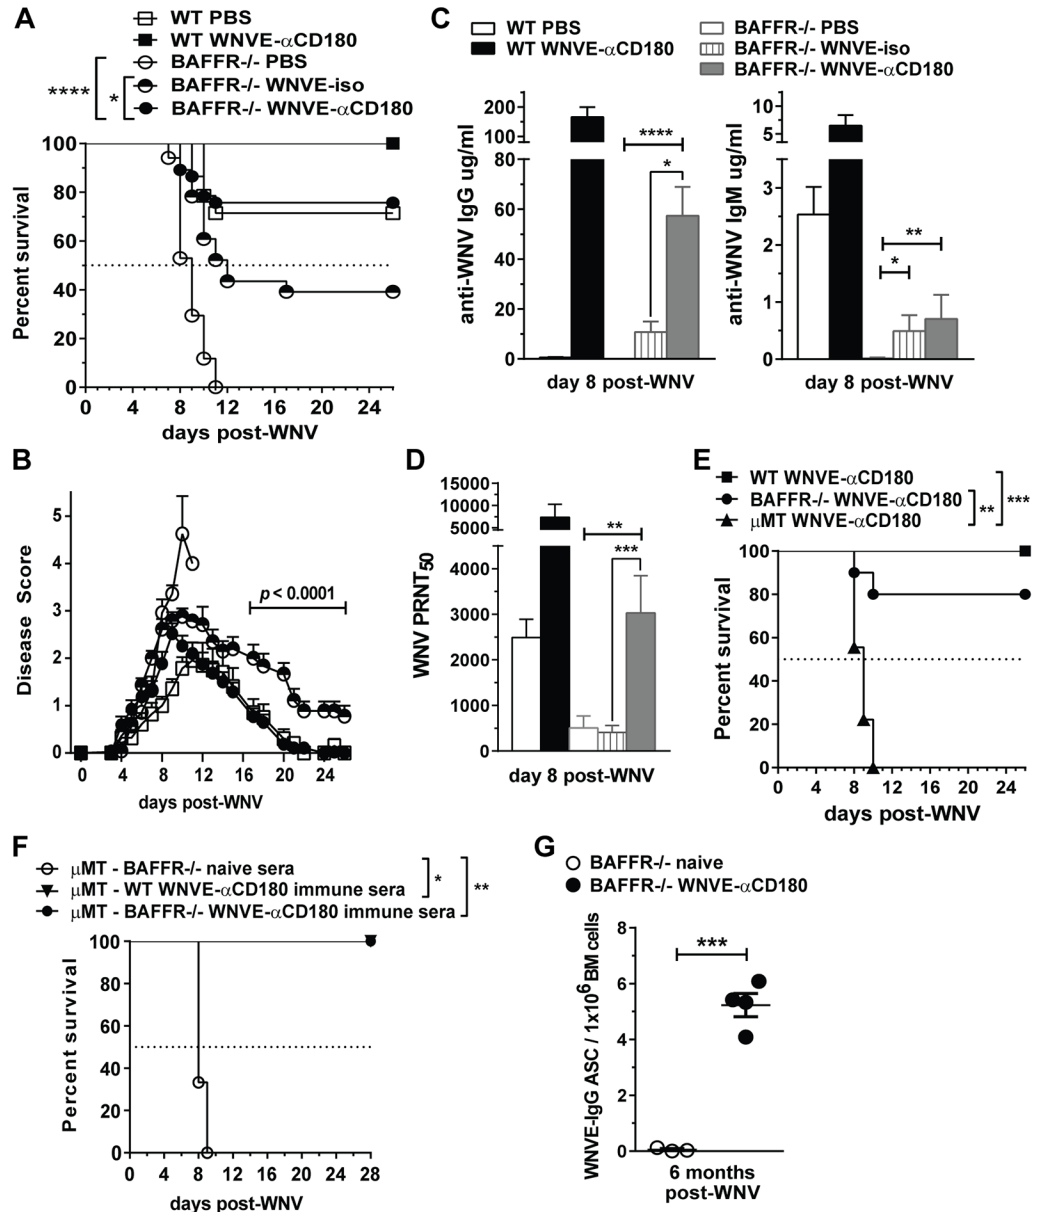 A
WT PBS
WT WNVE-αCD180
BAFFR-/- PBS
BAFFR-/- WNVE-iso
BAFFR-/- WNVE-αCD180
****
*
Percent survival
100
80
60
40
20
0
0 4 8 12 16 20 24
days post-WNV
B
Disease Score
5
4
3
2
1
0
p < 0.0001
0 4 8 12 16 20 24
days post-WNV
C
WT PBS
WT WNVE-αCD180
BAFFR-/- PBS
BAFFR-/- WNVE-iso
BAFFR-/- WNVE-αCD180
anti-WNV IgG ug/ml
200
100
80
60
40
20
0
****
*
day 8 post-WNV
anti-WNV IgM ug/ml
10
5
3
2
1
0
**
*
day 8 post-WNV
D
WNV PRNT50
15000
10000
5000
4000
3000
2000
1000
0
**
***
day 8 post-WNV
E
WT WNVE-αCD180
BAFFR-/- WNVE-αCD180
μMT WNVE-αCD180
**
***
Percent survival
100
80
60
40
20
0
0 4 8 12 16 20 24
days post-WNV
F
μMT - BAFFR-/- naive sera
μMT - WT WNVE-αCD180 immune sera
μMT - BAFFR-/- WNVE-αCD180 immune sera
*
**
Percent survival
100
80
60
40
20
0
0 4 8 12 16 20 24 28
days post-WNV
G
BAFFR-/- naive
BAFFR-/- WNVE-αCD180
WNVE-IgG ASC / 1x10⁶ BM cells
8
6
4
2
0
***
6 months
post-WNV